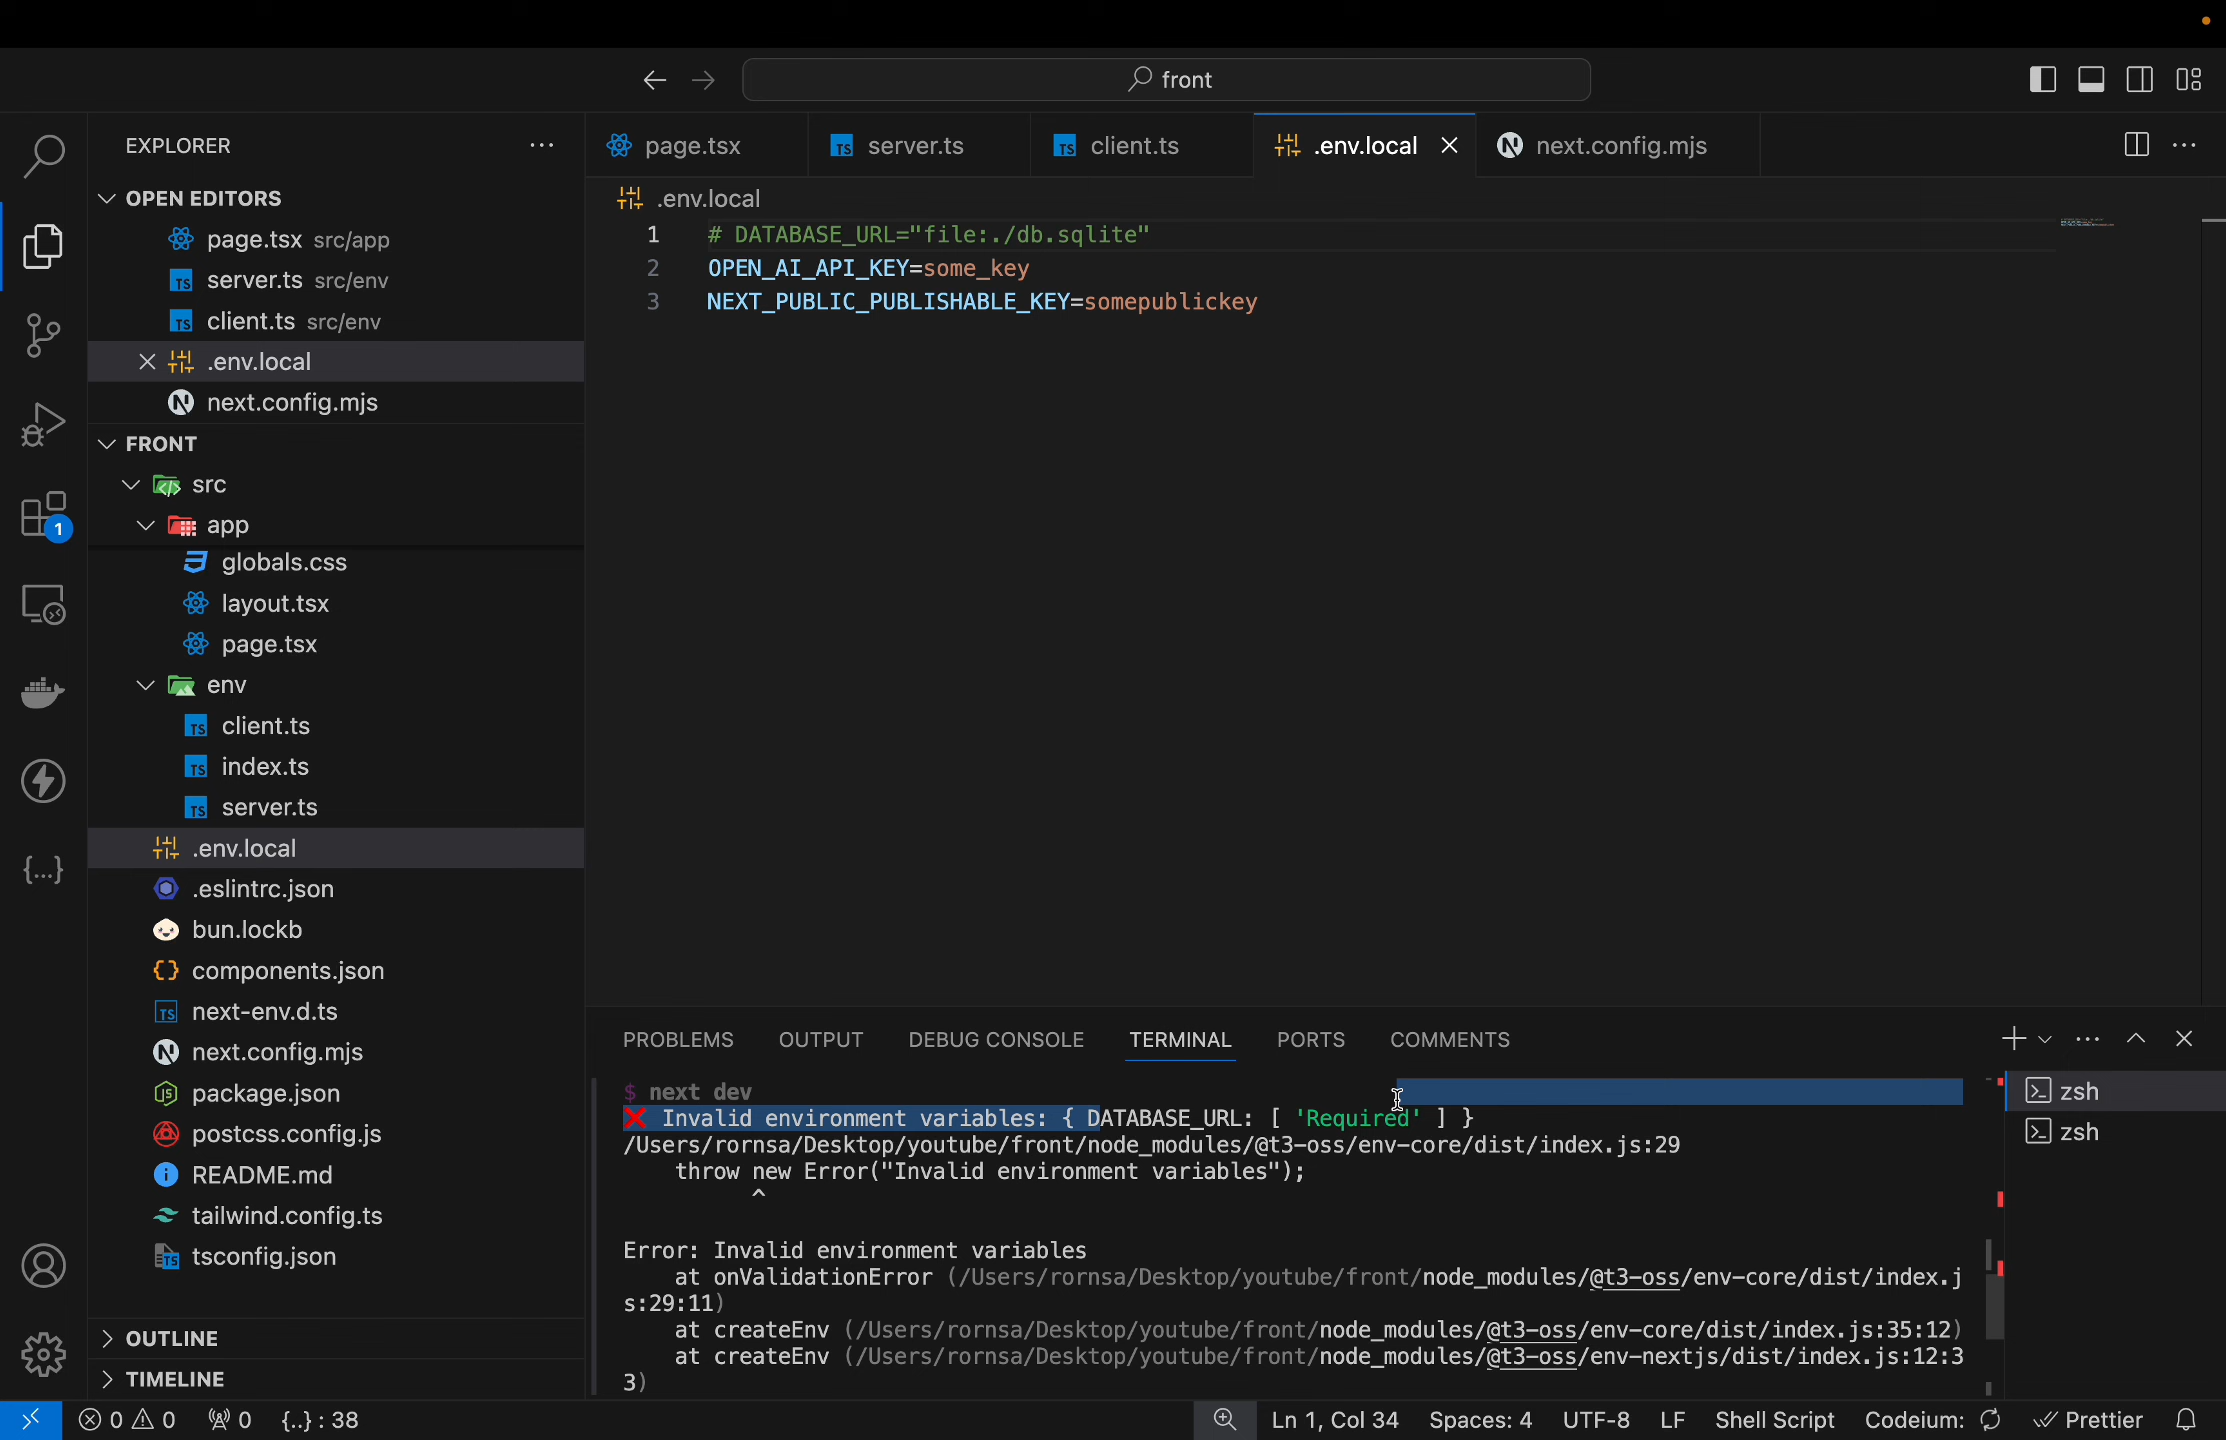 front
EXPLORER
OPEN EDITORS
page.tsx src/app
server.ts src/env
client.ts src/env
.env.local
next.config.mjs
FRONT
src
app
globals.css
layout.tsx
page.tsx
env
client.ts
index.ts
server.ts
.env.local
.eslintrc.json
bun.lockb
components.json
next-env.d.ts
next.config.mjs
package.json
postcss.config.js
README.md
tailwind.config.ts
tsconfig.json
OUTLINE
TIMELINE
1
page.tsx
server.ts
client.ts
.env.local
next.config.mjs
.env.local
1 # DATABASE_URL="file:./db.sqlite"
2 OPEN_AI_API_KEY=some_key
3 NEXT_PUBLIC_PUBLISHABLE_KEY=somepublickey
PROBLEMS OUTPUT DEBUG CONSOLE TERMINAL PORTS COMMENTS
$ next dev
❌ Invalid environment variables: { DATABASE_URL: [ 'Required' ] }
/Users/rornsa/Desktop/youtube/front/node_modules/@t3-oss/env-core/dist/index.js:29
throw new Error("Invalid environment variables");
^
Error: Invalid environment variables
at onValidationError (/Users/rornsa/Desktop/youtube/front/node_modules/@t3-oss/env-core/dist/index.j
s:29:11)
at createEnv (/Users/rornsa/Desktop/youtube/front/node_modules/@t3-oss/env-core/dist/index.js:35:12)
at createEnv (/Users/rornsa/Desktop/youtube/front/node_modules/@t3-oss/env-nextjs/dist/index.js:12:3
3)
zsh
zsh
0 0 0 {..} : 38 Ln 1, Col 34 Spaces: 4 UTF-8 LF Shell Script Codeium: Prettier